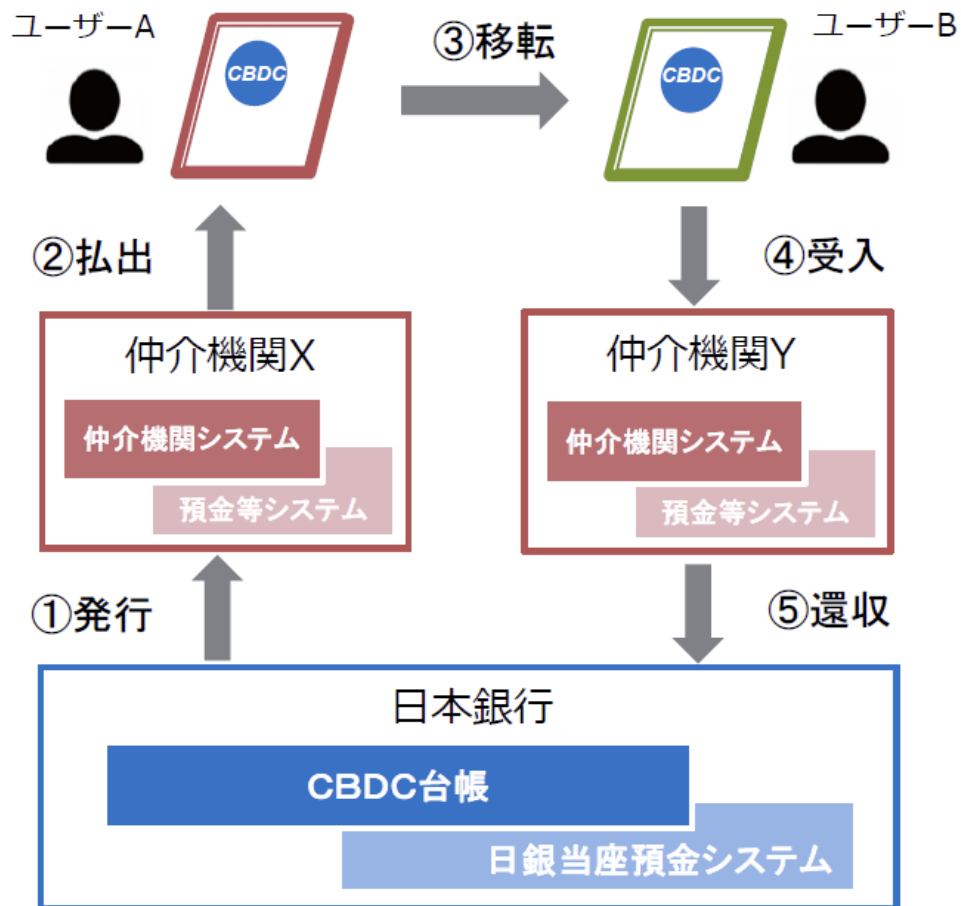 ユーザーA
CBDC
③移転
CBDC
ユーザーB
②払出
④受入
仲介機関X
仲介機関システム
預金等システム
仲介機関Y
仲介機関システム
預金等システム
①発行
⑤還収
日本銀行
CBDC台帳
日銀当座預金システム